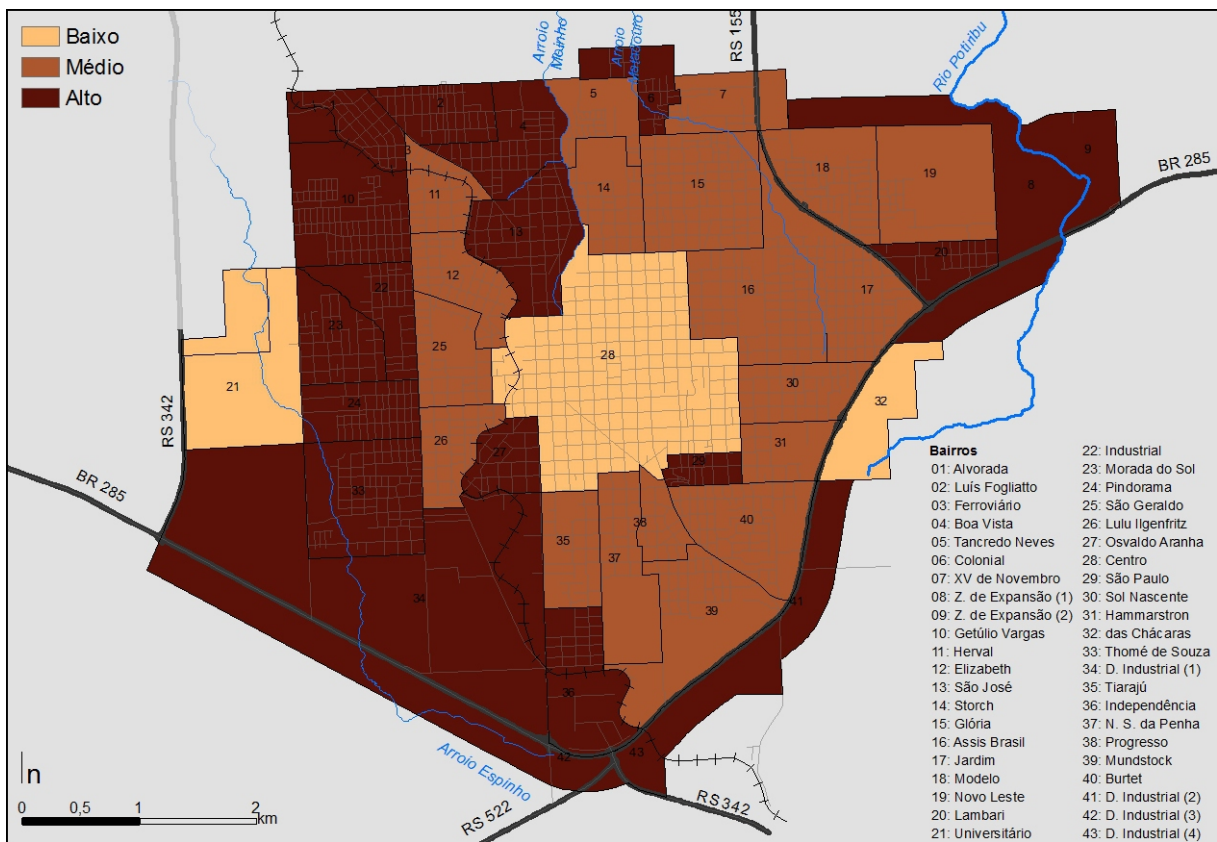 Baixo
Médio
Alto
Arroio
Moinho
Arroio
Matadouro
RS 155
Rio Potiribu
BR 285
1
2
3
4
5
6
7
8
9
10
11
12
13
14
15
16
17
18
19
20
21
22
23
24
25
26
27
28
29
30
31
32
33
34
35
36
37
38
39
40
41
42
43
RS 342
BR 285
Arroio Espinho
RS 522
RS 342
n
0 0,5 1 2
km
Bairros
01: Alvorada
02: Luís Fogliatto
03: Ferroviário
04: Boa Vista
05: Tancredo Neves
06: Colonial
07: XV de Novembro
08: Z. de Expansão (1)
09: Z. de Expansão (2)
10: Getúlio Vargas
11: Herval
12: Elizabeth
13: São José
14: Storch
15: Glória
16: Assis Brasil
17: Jardim
18: Modelo
19: Novo Leste
20: Lambari
21: Universitário
22: Industrial
23: Morada do Sol
24: Pindorama
25: São Geraldo
26: Lulu Ilgenfritz
27: Osvaldo Aranha
28: Centro
29: São Paulo
30: Sol Nascente
31: Hammarstron
32: das Chácaras
33: Thomé de Souza
34: D. Industrial (1)
35: Tiarajú
36: Independência
37: N. S. da Penha
38: Progresso
39: Mundstock
40: Burtet
41: D. Industrial (2)
42: D. Industrial (3)
43: D. Industrial (4)